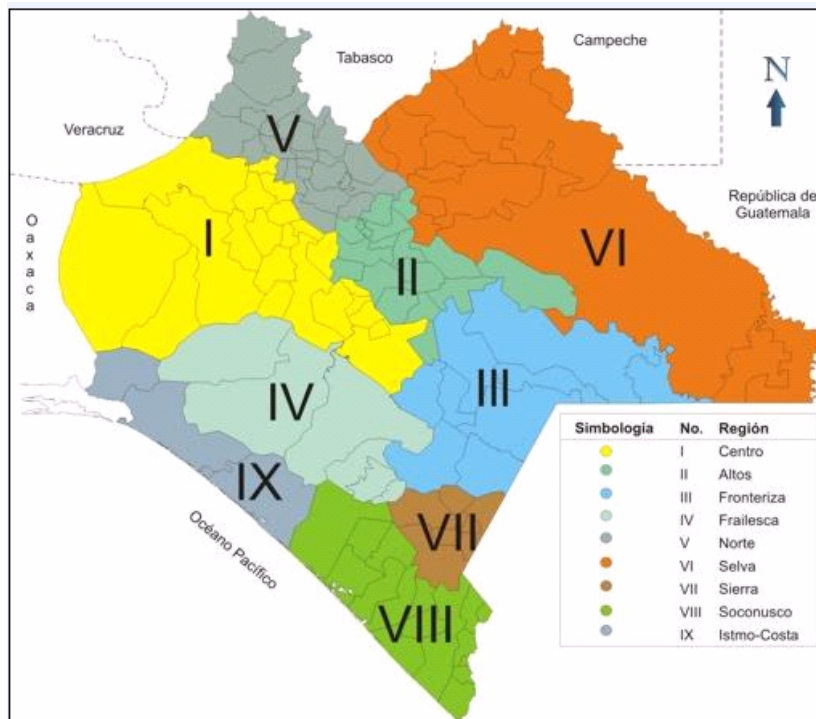 Campeche
Tabasco
N
Veracruz
V
República de
Guatemala
Oaxaca
I
VI
II
III
IV
IX
Océano Pacífico
VII
VIII
Simbología No. Región
I Centro
II Altos
III Fronteriza
IV Frailesca
V Norte
VI Selva
VII Sierra
VIII Soconusco
IX Istmo-Costa